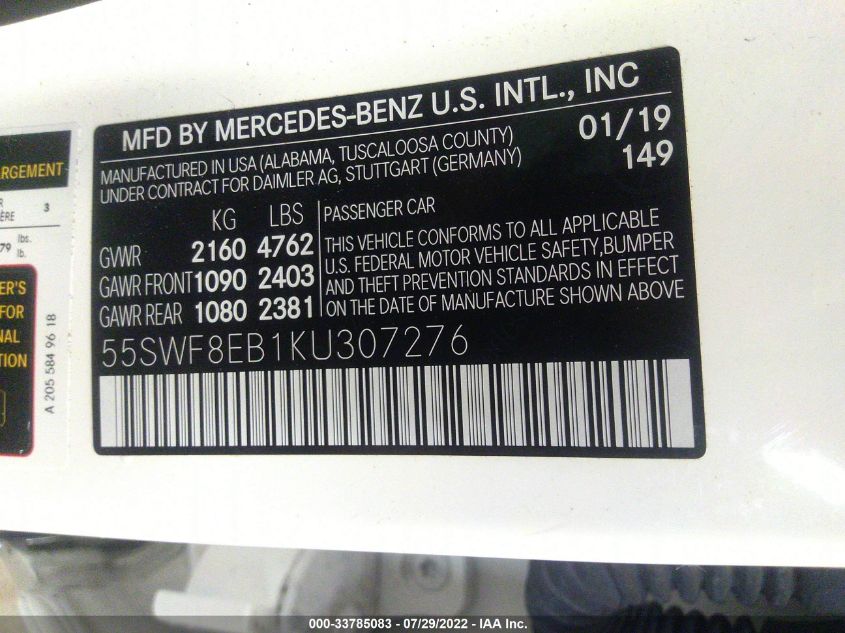 MFD BY MERCEDES-BENZ U.S. INTL., INC
01/19
MANUFACTURED IN USA (ALABAMA, TUSCALOOSA COUNTY)
UNDER CONTRACT FOR DAIMLER AG, STUTTGART (GERMANY)
149
KG LBS
GVWR 2160 4762
GAWR FRONT 1090 2403
GAWR REAR 1080 2381
PASSENGER CAR
THIS VEHICLE CONFORMS TO ALL APPLICABLE
U.S. FEDERAL MOTOR VEHICLE SAFETY, BUMPER
AND THEFT PREVENTION STANDARDS IN EFFECT
ON THE DATE OF MANUFACTURE SHOWN ABOVE
55SWF8EB1KU307276
ARGEMENT
3
79 lbs.
lb.
FOR
A 205 584 96 18
000-33785083 / 07/29/2022 - IAA Inc.